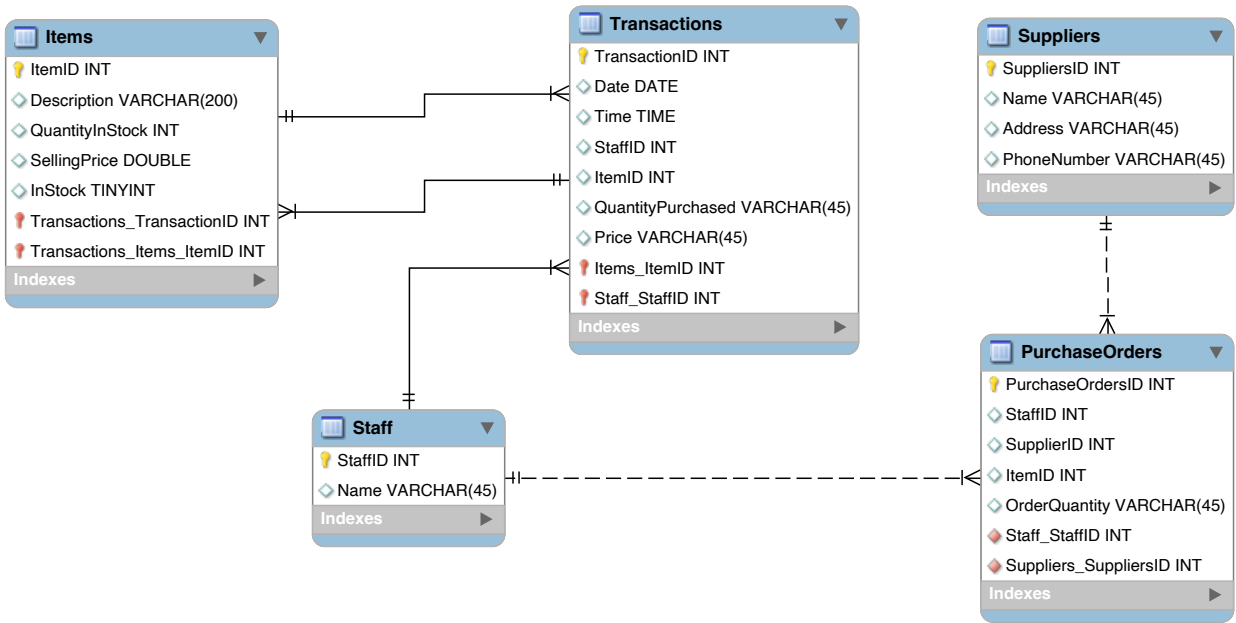 Items
ItemID INT
Description VARCHAR(200)
QuantityInStock INT
SellingPrice DOUBLE
InStock TINYINT
Transactions_TransactionID INT
Transactions_Items_ItemID INT
Indexes
Transactions
TransactionID INT
Date DATE
Time TIME
StaffID INT
ItemID INT
QuantityPurchased VARCHAR(45)
Price VARCHAR(45)
Items_ItemID INT
Staff_StaffID INT
Indexes
Suppliers
SuppliersID INT
Name VARCHAR(45)
Address VARCHAR(45)
PhoneNumber VARCHAR(45)
Indexes
Staff
StaffID INT
Name VARCHAR(45)
Indexes
PurchaseOrders
PurchaseOrdersID INT
StaffID INT
SupplierID INT
ItemID INT
OrderQuantity VARCHAR(45)
Staff_StaffID INT
Suppliers_SuppliersID INT
Indexes